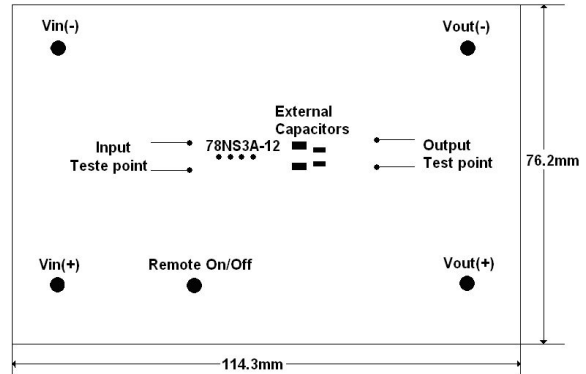 Vin(-)
Vout(-)
External
Capacitors
Input
Teste point
78NS3A-12
Output
Test point
76.2mm
Vin(+)
Remote On/Off
Vout(+)
114.3mm